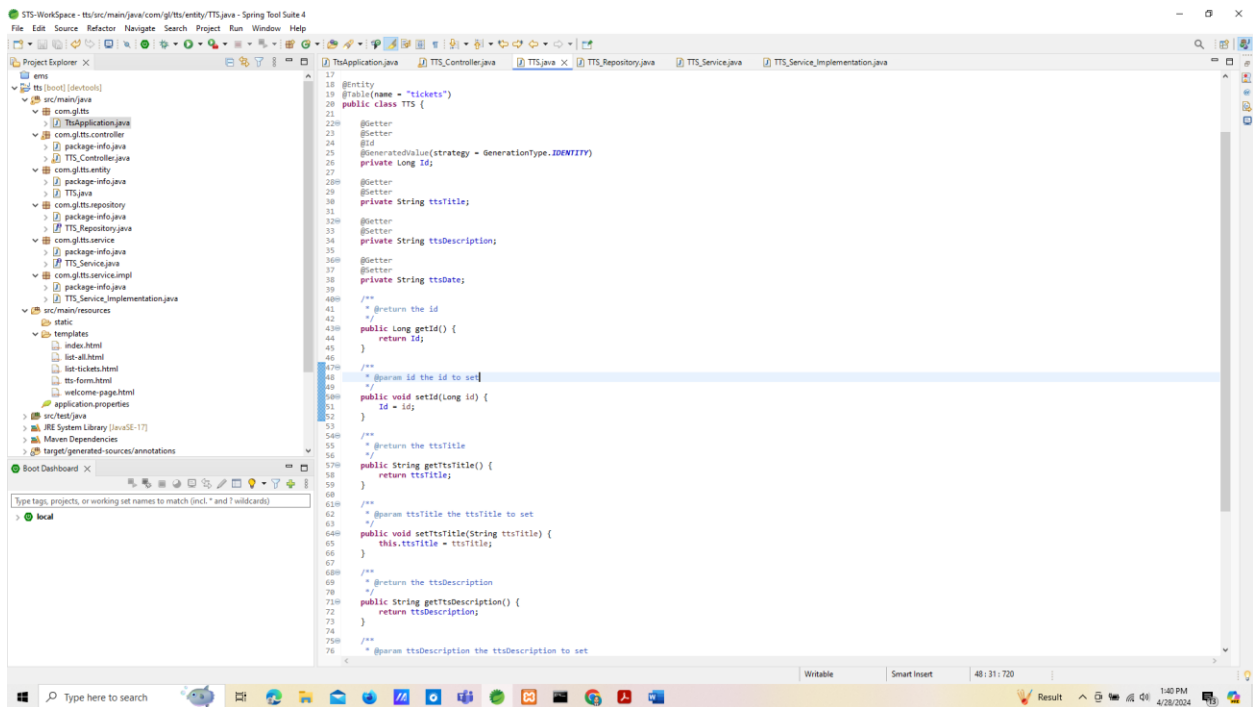 STS-WorkSpace - tts/src/main/java/com/gl/tts/entity/TTS.java - Spring Tool Suite 4
File Edit Source Refactor Navigate Search Project Run Window Help
Project Explorer
ems
tts [boot] [devtools]
src/main/java
com.gl.tts
TtsApplication.java
com.gl.tts.controller
package-info.java
TTS_Controller.java
com.gl.tts.entity
package-info.java
TTS.java
com.gl.tts.repository
package-info.java
TTS_Repository.java
com.gl.tts.service
package-info.java
TTS_Service.java
com.gl.tts.service.impl
package-info.java
TTS_Service_Implementation.java
src/main/resources
static
templates
index.html
list-all.html
list-tickets.html
tts-form.html
welcome-page.html
application.properties
src/test/java
JRE System Library [JavaSE-17]
Maven Dependencies
target/generated-sources/annotations
Boot Dashboard
Type tags, projects, or working set names to match (incl. * and ? wildcards)
local
TtsApplication.java TTS_Controller.java TTS.java TTS_Repository.java TTS_Service.java TTS_Service_Implementation.java
17
18 @Entity
19 @Table(name = "tickets")
20 public class TTS {
21
22 @Getter
23 @Setter
24 @Id
25 @GeneratedValue(strategy = GenerationType.IDENTITY)
26 private Long Id;
27
28 @Getter
29 @Setter
30 private String ttsTitle;
31
32 @Getter
33 @Setter
34 private String ttsDescription;
35
36 @Getter
37 @Setter
38 private String ttsDate;
39
40 /**
41 * @return the id
42 */
43 public Long getId() {
44 return Id;
45 }
46
47 /**
48 * @param id the id to set
49 */
50 public void setId(Long id) {
51 Id = id;
52 }
53
54 /**
55 * @return the ttsTitle
56 */
57 public String getTtsTitle() {
58 return ttsTitle;
59 }
60
61 /**
62 * @param ttsTitle the ttsTitle to set
63 */
64 public void setTtsTitle(String ttsTitle) {
65 this.ttsTitle = ttsTitle;
66 }
67
68 /**
69 * @return the ttsDescription
70 */
71 public String getTtsDescription() {
72 return ttsDescription;
73 }
74
75 /**
76 * @param ttsDescription the ttsDescription to set
Writable Smart Insert 48 : 31 : 720
Type here to search
Result
1:40 PM
4/28/2024